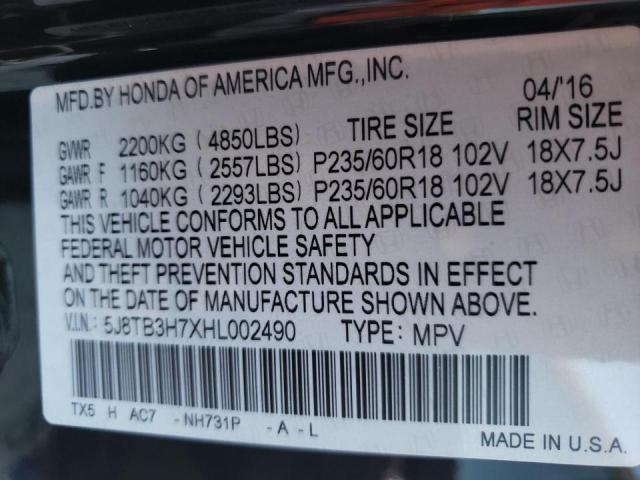 MFD.BY HONDA OF AMERICA MFG.,INC. 04/'16
GVWR 2200KG ( 4850LBS) TIRE SIZE RIM SIZE
GAWR F 1160KG ( 2557LBS) P235/60R18 102V 18X7.5J
GAWR R 1040KG ( 2293LBS) P235/60R18 102V 18X7.5J
THIS VEHICLE CONFORMS TO ALL APPLICABLE
FEDERAL MOTOR VEHICLE SAFETY
AND THEFT PREVENTION STANDARDS IN EFFECT
ON THE DATE OF MANUFACTURE SHOWN ABOVE.
V.I.N.: 5J8TB3H7XHL002490 TYPE: MPV
TX5 H AC7 -NH731P -A-L
MADE IN U.S.A.